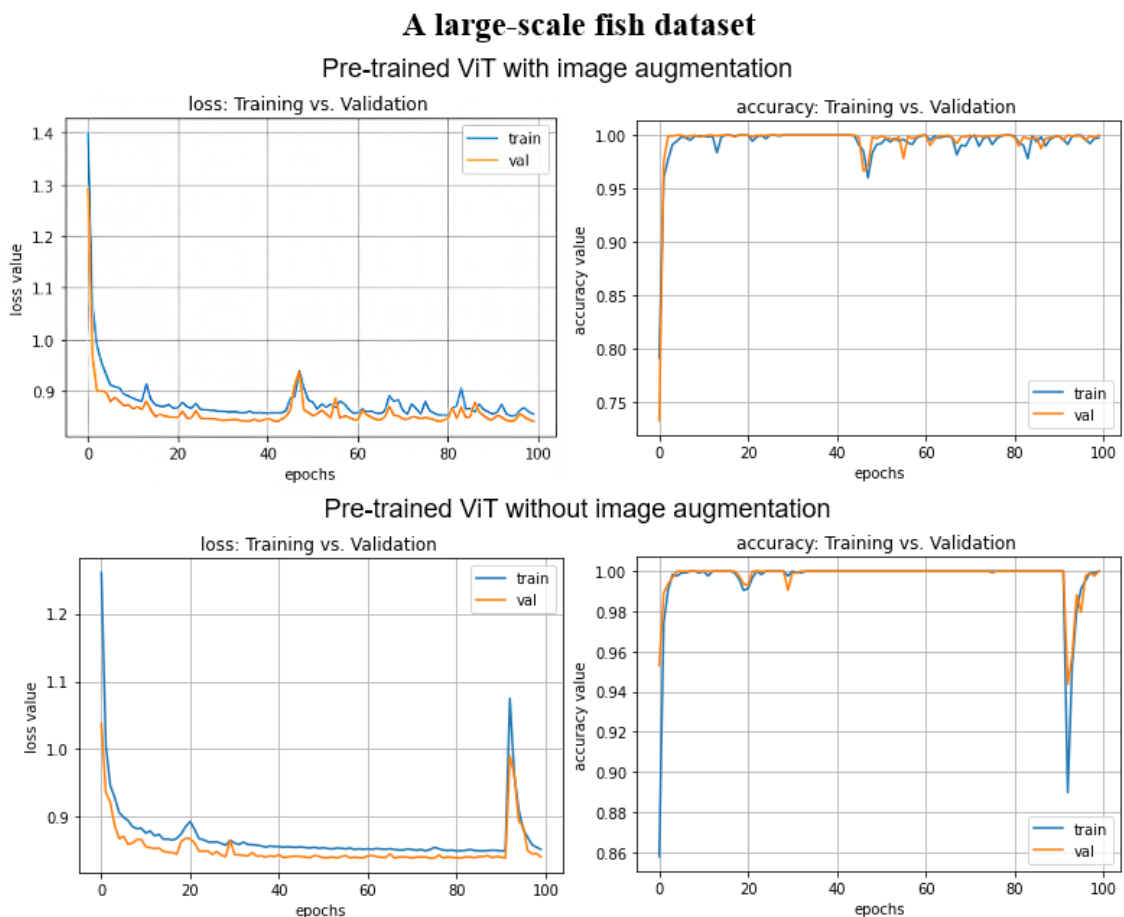 A large-scale fish dataset
Pre-trained ViT with image augmentation
loss: Training vs. Validation
1.4
1.3
1.2
1.1
1.0
0.9
loss value
0
20
40
60
80
100
epochs
train
val
accuracy: Training vs. Validation
1.00
0.95
0.90
0.85
0.80
0.75
accuracy value
0
20
40
60
80
100
epochs
train
val
Pre-trained ViT without image augmentation
loss: Training vs. Validation
1.2
1.1
1.0
0.9
loss value
0
20
40
60
80
100
epochs
train
val
accuracy: Training vs. Validation
1.00
0.98
0.96
0.94
0.92
0.90
0.88
0.86
accuracy value
0
20
40
60
80
100
epochs
train
val